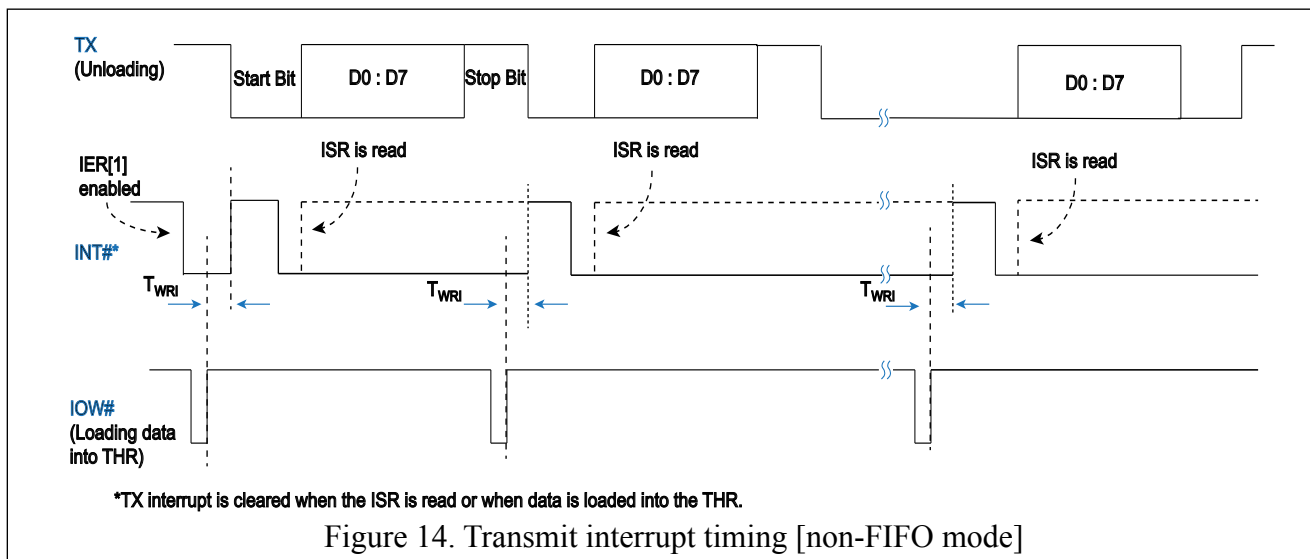 TX
(Unloading)
Start Bit
D0 : D7
Stop Bit
D0 : D7
D0 : D7
IER[1]
enabled
ISR is read
ISR is read
ISR is read
INT#*
TWRI
TWRI
TWRI
IOW#
(Loading data
into THR)
*TX interrupt is cleared when the ISR is read or when data is loaded into the THR.
Figure 14. Transmit interrupt timing [non-FIFO mode]